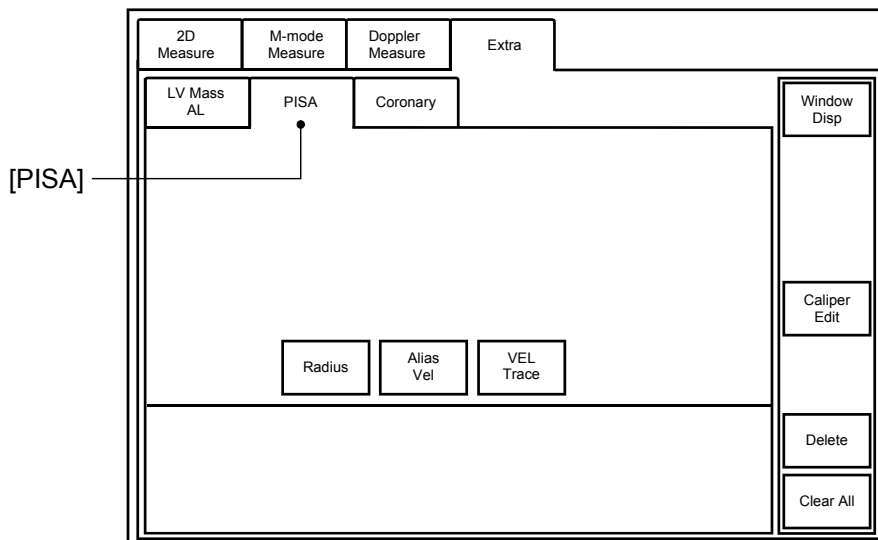 2D
Measure
M-mode
Measure
Doppler
Measure
Extra
LV Mass
AL
PISA
Coronary
Window
Disp
[PISA]
Caliper
Edit
Radius
Alias
Vel
VEL
Trace
Delete
Clear All